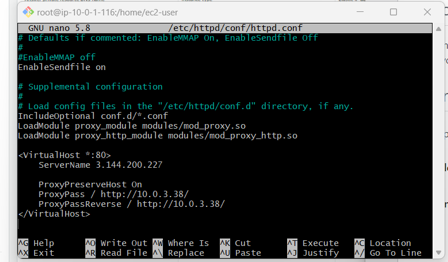 root@ip-10-0-1-116:/home/ec2-user
GNU nano 5.8 /etc/httpd/conf/httpd.conf
# Defaults if commented: EnableMMAP On, EnableSendfile Off
#
#EnableMMAP off
EnableSendfile on
# Supplemental configuration
#
# Load config files in the "/etc/httpd/conf.d" directory, if any.
IncludeOptional conf.d/*.conf
LoadModule proxy_module modules/mod_proxy.so
LoadModule proxy_http_module modules/mod_proxy_http.so
<VirtualHost *:80>
ServerName 3.144.200.227
ProxyPreserveHost On
ProxyPass / http://10.0.3.38/
ProxyPassReverse / http://10.0.3.38/
</VirtualHost>
^G Help ^O Write Out ^W Where Is ^K Cut ^T Execute ^C Location
^X Exit ^R Read File ^\ Replace ^U Paste ^J Justify ^/ Go To Line